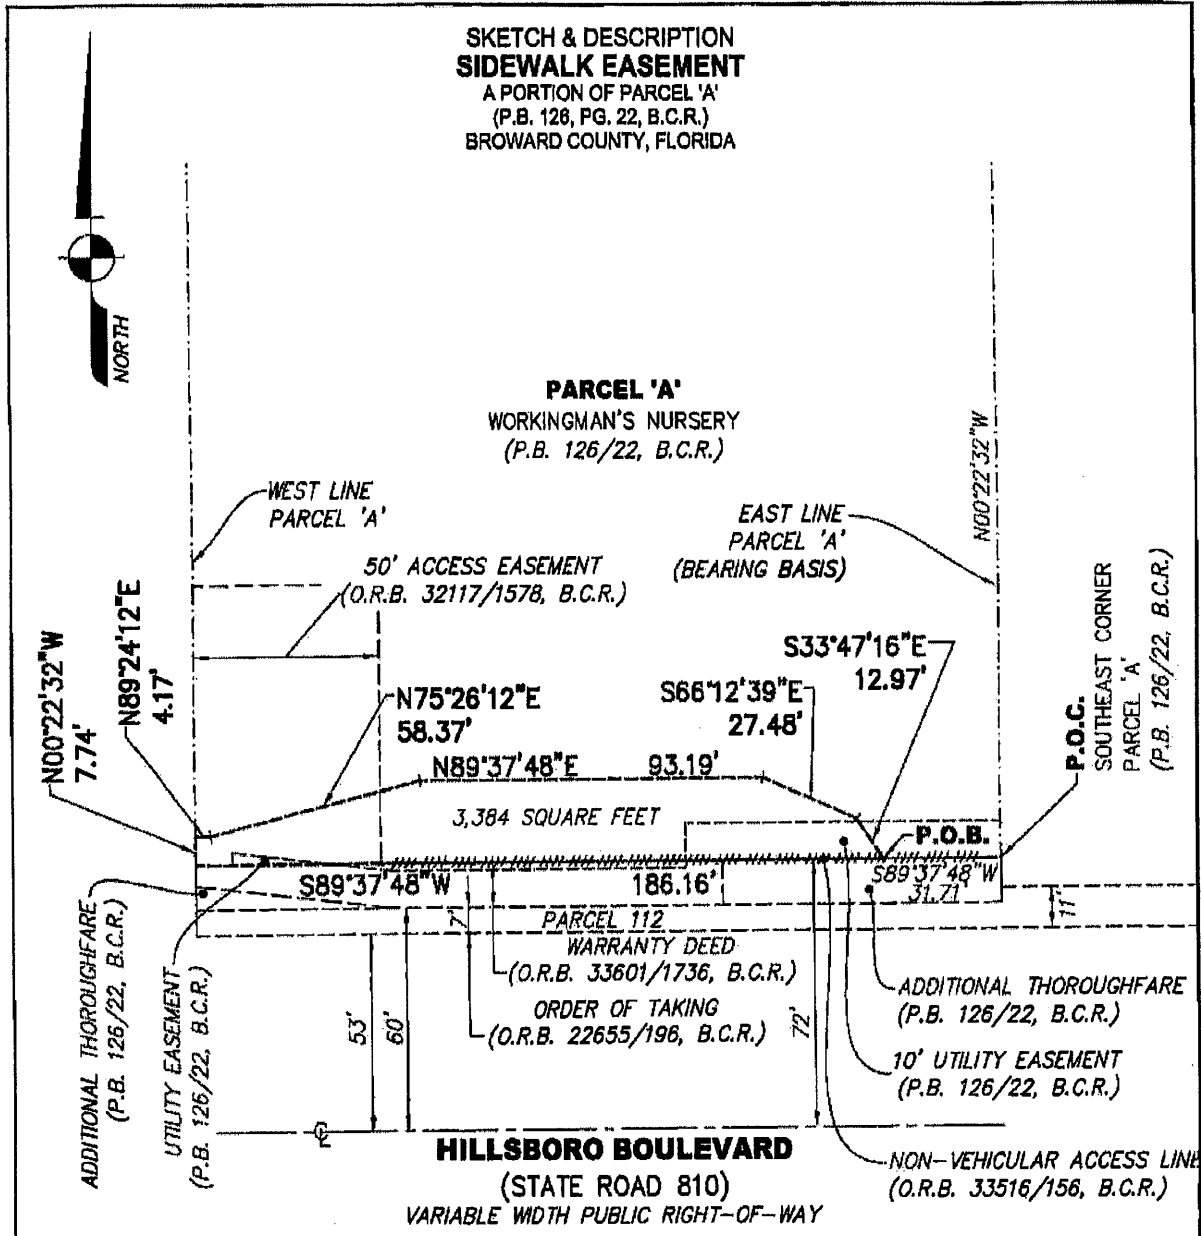 SKETCH & DESCRIPTION
SIDEWALK EASEMENT
A PORTION OF PARCEL 'A'
(P.B. 126, PG. 22, B.C.R.)
BROWARD COUNTY, FLORIDA
NORTH
PARCEL 'A'
WORKINGMAN'S NURSERY
(P.B. 126/22, B.C.R.)
N00°22'32"W
WEST LINE
PARCEL 'A'
EAST LINE
PARCEL 'A'
(BEARING BASIS)
50' ACCESS EASEMENT
(O.R.B. 32117/1578, B.C.R.)
N00°22'32"W
7.74'
N89°24'12"E
4.17'
N75°26'12"E
58.37'
S66°12'39"E
27.48'
S33°47'16"E
12.97'
P.O.C.
SOUTHEAST CORNER
PARCEL 'A'
(P.B. 126/22, B.C.R.)
N89°37'48"E 93.19'
3,384 SQUARE FEET
P.O.B.
S89°37'48"W 186.16'
S89°37'48"W
31.71'
11'
7'
PARCEL 112
WARRANTY DEED
(O.R.B. 33601/1736, B.C.R.)
ORDER OF TAKING
(O.R.B. 22655/196, B.C.R.)
53'
60'
72'
ADDITIONAL THOROUGHFARE
(P.B. 126/22, B.C.R.)
UTILITY EASEMENT
(P.B. 126/22, B.C.R.)
ADDITIONAL THOROUGHFARE
(P.B. 126/22, B.C.R.)
10' UTILITY EASEMENT
(P.B. 126/22, B.C.R.)
NON-VEHICULAR ACCESS LINE
(O.R.B. 33516/156, B.C.R.)
HILLSBORO BOULEVARD
(STATE ROAD 810)
VARIABLE WIDTH PUBLIC RIGHT-OF-WAY